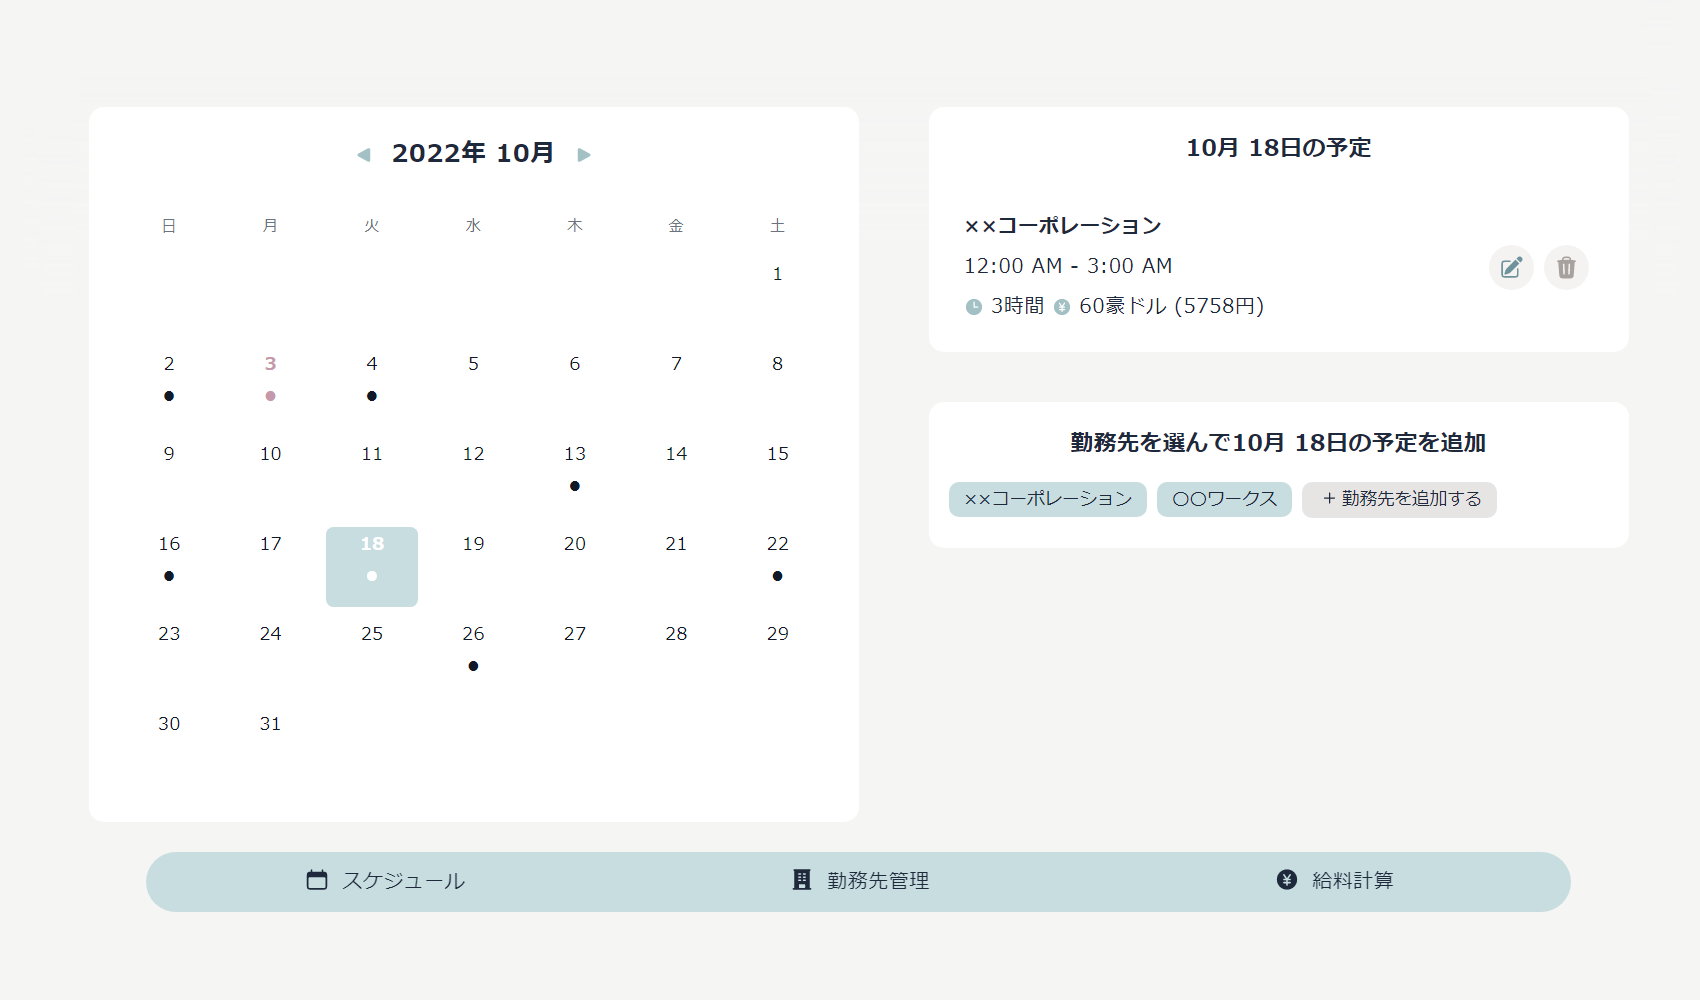 2022年 10月
日 月 火 水 木 金 土
1
2 3 4 5 6 7 8
9 10 11 12 13 14 15
16 17 18 19 20 21 22
23 24 25 26 27 28 29
30 31
10月 18日の予定
××コーポレーション
12:00 AM - 3:00 AM
3時間 ¥ 60豪ドル (5758円)
勤務先を選んで10月 18日の予定を追加
××コーポレーション 〇〇ワークス + 勤務先を追加する
スケジュール 勤務先管理 ¥ 給料計算